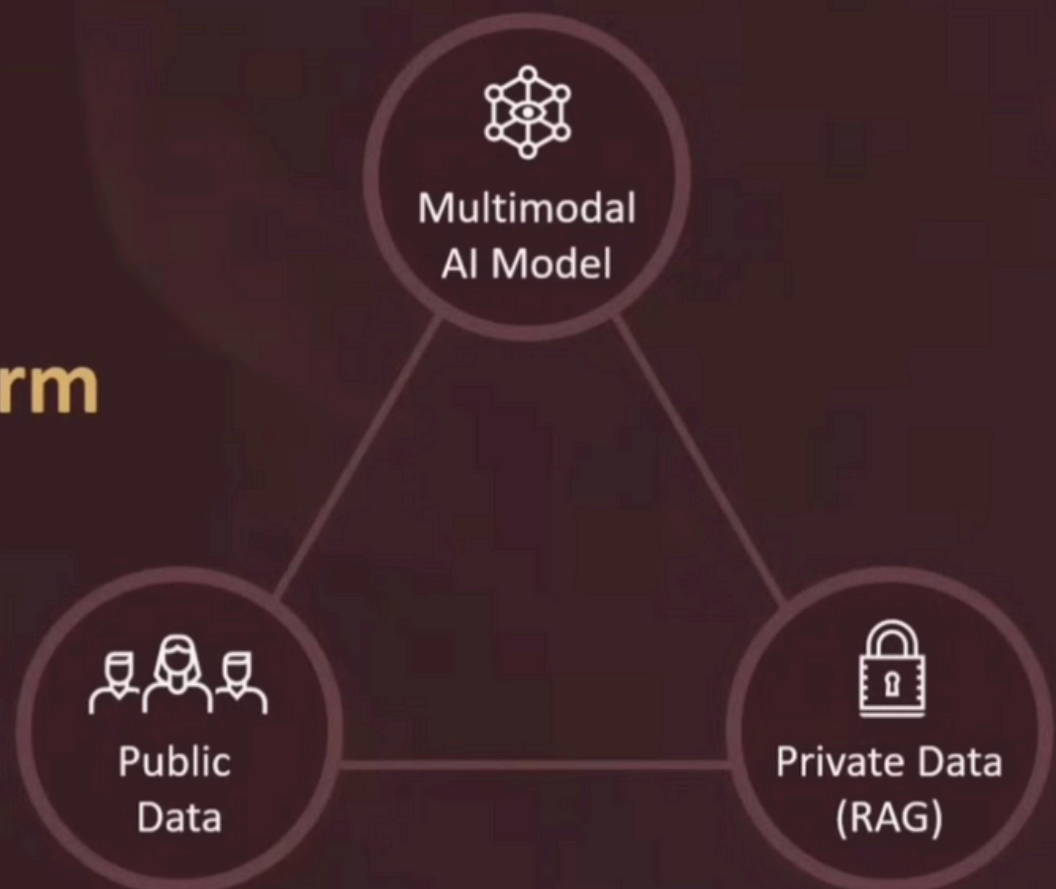 Multimodal
AI Model
rm
Public
Data
Private Data
(RAG)